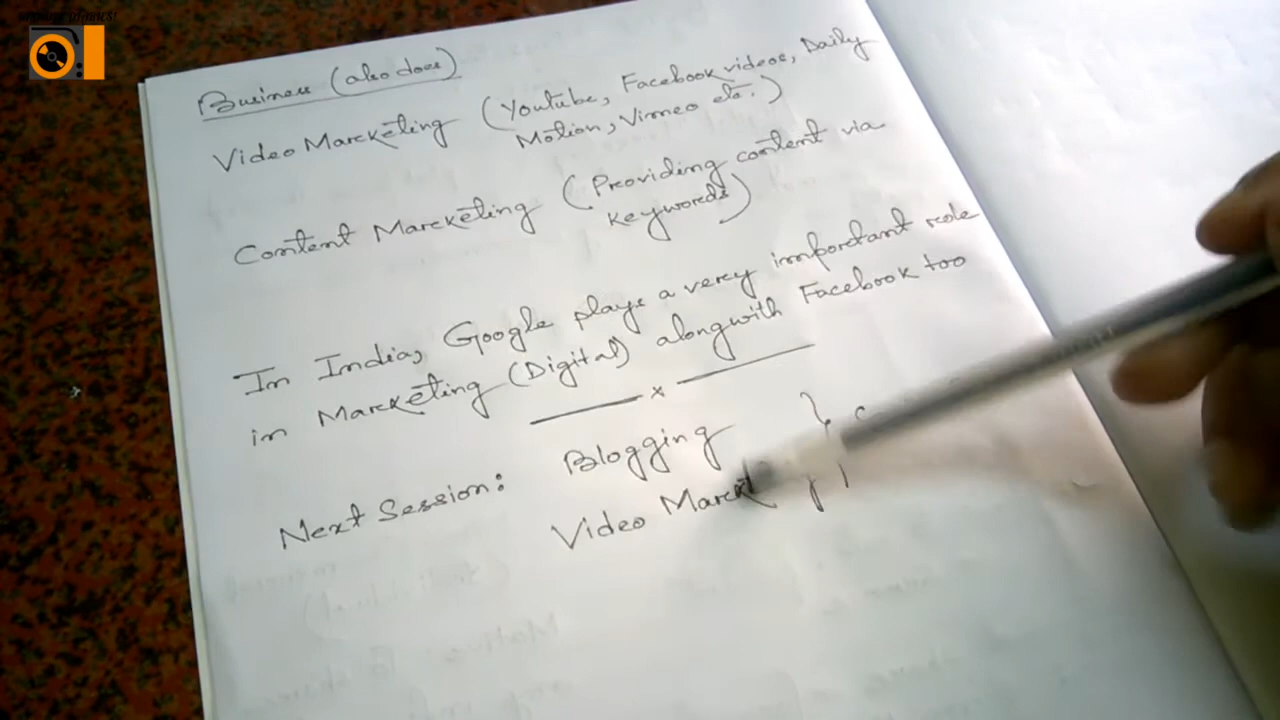 Business (also does)
Video Marketing (Youtube, Facebook videos, Daily
Motion, Vimeo etc.)
Content Marketing (Providing content via
keywords)
In India, Google plays a very important role
in Marketing (Digital) alongwith Facebook too
x
Next Session: Blogging
Video